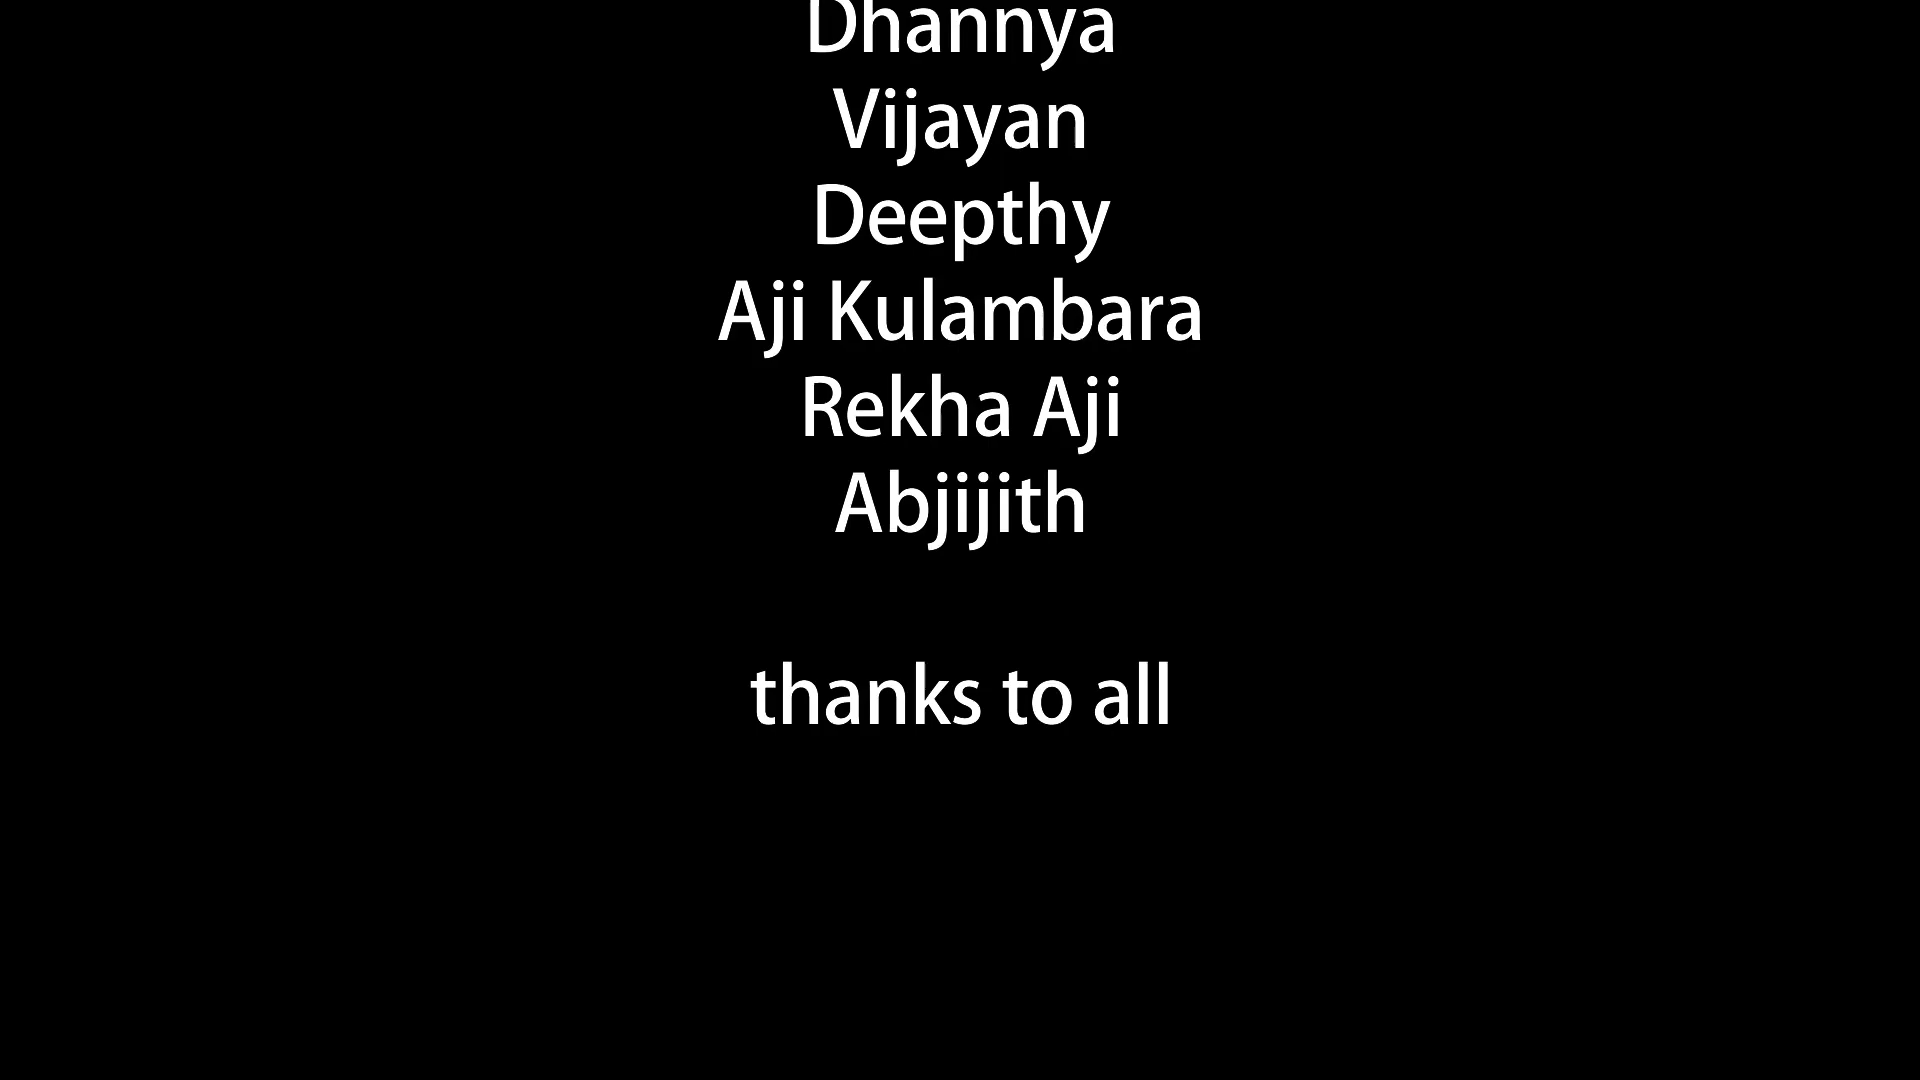 Dhannya
Vijayan
Deepthy
Aji Kulambara
Rekha Aji
Abjijith
thanks to all